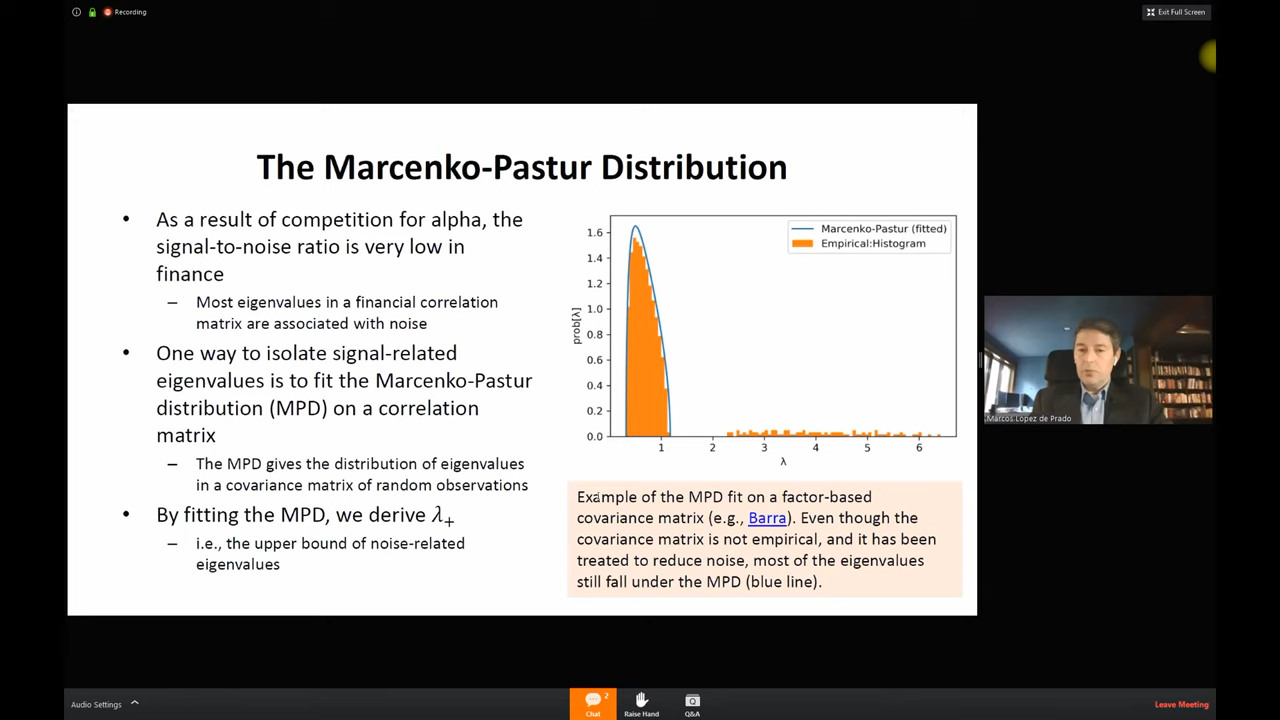 Recording
Exit Full Screen
The Marcenko-Pastur Distribution
• As a result of competition for alpha, the
signal-to-noise ratio is very low in
finance
– Most eigenvalues in a financial correlation
matrix are associated with noise
• One way to isolate signal-related
eigenvalues is to fit the Marcenko-Pastur
distribution (MPD) on a correlation
matrix
– The MPD gives the distribution of eigenvalues
in a covariance matrix of random observations
• By fitting the MPD, we derive λ₊
– i.e., the upper bound of noise-related
eigenvalues
Marcenko-Pastur (fitted)
Empirical:Histogram
prob[λ]
1.6
1.4
1.2
1.0
0.8
0.6
0.4
0.2
0.0
1 2 3 4 5 6
λ
Example of the MPD fit on a factor-based
covariance matrix (e.g., Barra). Even though the
covariance matrix is not empirical, and it has been
treated to reduce noise, most of the eigenvalues
still fall under the MPD (blue line).
Marcos Lopez de Prado
Audio Settings
2
Chat
Raise Hand
Q&A
Leave Meeting